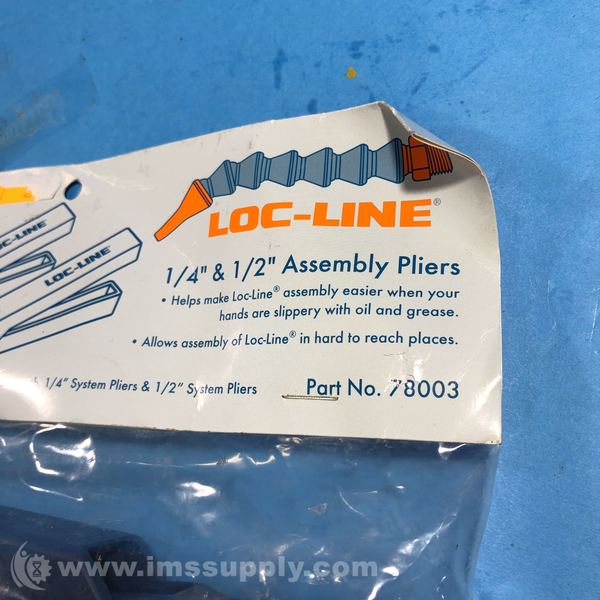 LOC-LINE®
1/4" & 1/2" Assembly Pliers
• Helps make Loc-Line® assembly easier when your
hands are slippery with oil and grease.
• Allows assembly of Loc-Line® in hard to reach places.
1/4" System Pliers & 1/2" System Pliers
Part No. 78003
OC-LINE
LOC-LINE
www.imssupply.com